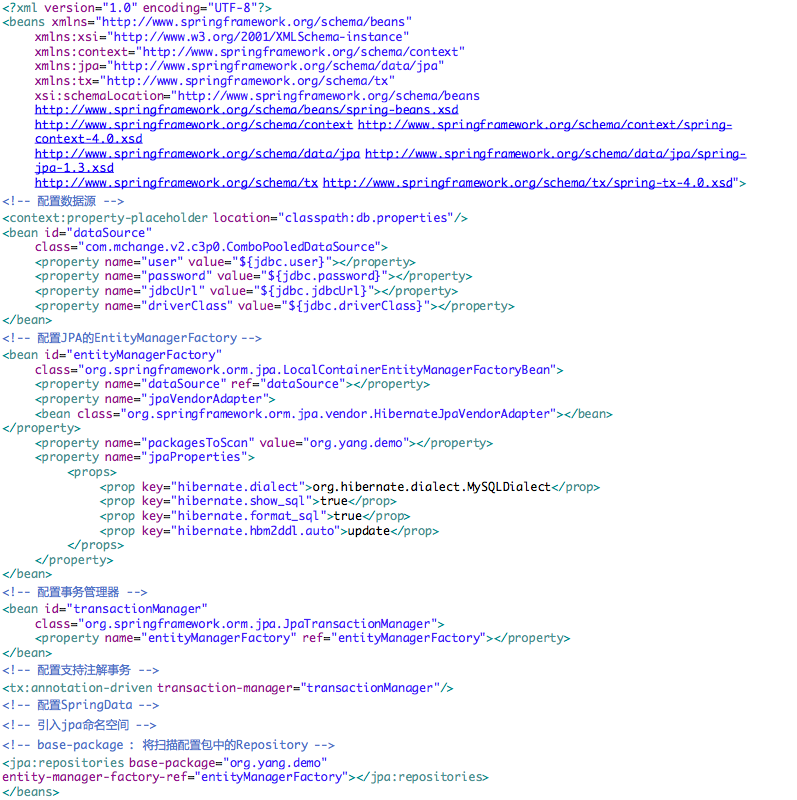 <?xml version="1.0" encoding="UTF-8"?>
<beans xmlns="http://www.springframework.org/schema/beans"
xmlns:xsi="http://www.w3.org/2001/XMLSchema-instance"
xmlns:context="http://www.springframework.org/schema/context"
xmlns:jpa="http://www.springframework.org/schema/data/jpa"
xmlns:tx="http://www.springframework.org/schema/tx"
xsi:schemaLocation="http://www.springframework.org/schema/beans
http://www.springframework.org/schema/beans/spring-beans.xsd
http://www.springframework.org/schema/context http://www.springframework.org/schema/context/spring-
context-4.0.xsd
http://www.springframework.org/schema/data/jpa http://www.springframework.org/schema/data/jpa/spring-
jpa-1.3.xsd
http://www.springframework.org/schema/tx http://www.springframework.org/schema/tx/spring-tx-4.0.xsd">
<!-- 配置数据源 -->
<context:property-placeholder location="classpath:db.properties"/>
<bean id="dataSource"
class="com.mchange.v2.c3p0.ComboPooledDataSource">
<property name="user" value="${jdbc.user}"></property>
<property name="password" value="${jdbc.password}"></property>
<property name="jdbcUrl" value="${jdbc.jdbcUrl}"></property>
<property name="driverClass" value="${jdbc.driverClass}"></property>
</bean>
<!-- 配置JPA的EntityManagerFactory -->
<bean id="entityManagerFactory"
class="org.springframework.orm.jpa.LocalContainerEntityManagerFactoryBean">
<property name="dataSource" ref="dataSource"></property>
<property name="jpaVendorAdapter">
<bean class="org.springframework.orm.jpa.vendor.HibernateJpaVendorAdapter"></bean>
</property>
<property name="packagesToScan" value="org.yang.demo"></property>
<property name="jpaProperties">
<props>
<prop key="hibernate.dialect">org.hibernate.dialect.MySQLDialect</prop>
<prop key="hibernate.show_sql">true</prop>
<prop key="hibernate.format_sql">true</prop>
<prop key="hibernate.hbm2ddl.auto">update</prop>
</props>
</property>
</bean>
<!-- 配置事务管理器 -->
<bean id="transactionManager"
class="org.springframework.orm.jpa.JpaTransactionManager">
<property name="entityManagerFactory" ref="entityManagerFactory"></property>
</bean>
<!-- 配置支持注解事务 -->
<tx:annotation-driven transaction-manager="transactionManager"/>
<!-- 配置SpringData -->
<!-- 引入jpa命名空间 -->
<!-- base-package : 将扫描配置包中的Repository -->
<jpa:repositories base-package="org.yang.demo"
entity-manager-factory-ref="entityManagerFactory"></jpa:repositories>
</beans>